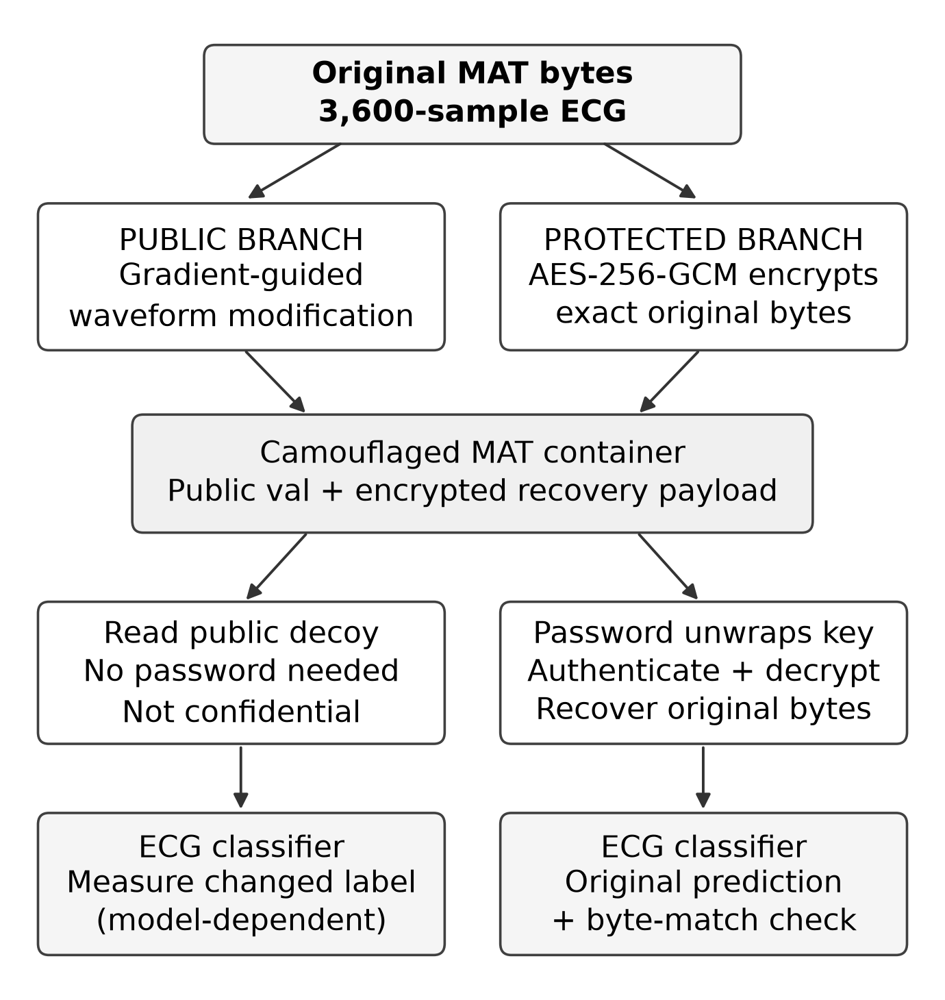 Original MAT bytes
3,600-sample ECG
PUBLIC BRANCH
Gradient-guided
waveform modification
PROTECTED BRANCH
AES-256-GCM encrypts
exact original bytes
Camouflaged MAT container
Public val + encrypted recovery payload
Read public decoy
No password needed
Not confidential
Password unwraps key
Authenticate + decrypt
Recover original bytes
ECG classifier
Measure changed label
(model-dependent)
ECG classifier
Original prediction
+ byte-match check